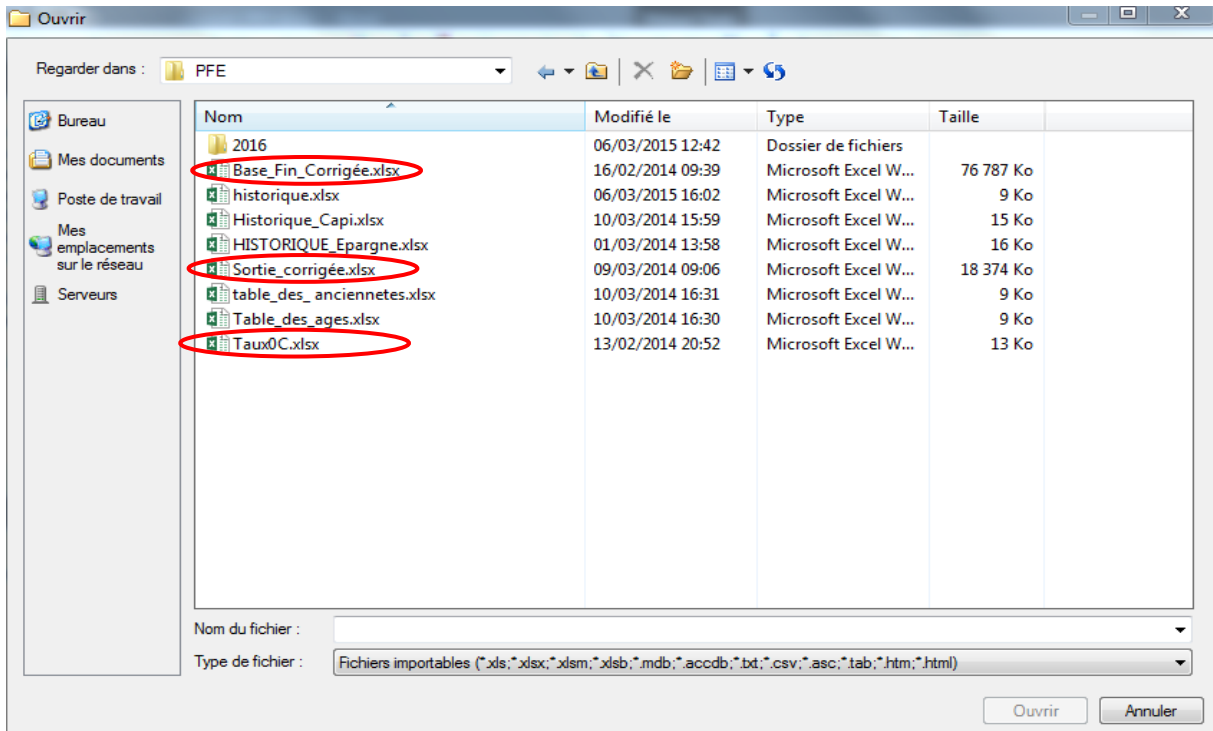 Ouvrir
Regarder dans : PFE
Bureau
Mes documents
Poste de travail
Mes
emplacements
sur le réseau
Serveurs
Nom Modifié le Type Taille
2016 06/03/2015 12:42 Dossier de fichiers
Base_Fin_Corrigée.xlsx 16/02/2014 09:39 Microsoft Excel W... 76 787 Ko
historique.xlsx 06/03/2015 16:02 Microsoft Excel W... 9 Ko
Historique_Capi.xlsx 10/03/2014 15:59 Microsoft Excel W... 15 Ko
HISTORIQUE_Epargne.xlsx 01/03/2014 13:58 Microsoft Excel W... 16 Ko
Sortie_corrigée.xlsx 09/03/2014 09:06 Microsoft Excel W... 18 374 Ko
table_des_ anciennetes.xlsx 10/03/2014 16:31 Microsoft Excel W... 9 Ko
Table_des_ages.xlsx 10/03/2014 16:30 Microsoft Excel W... 9 Ko
Taux0C.xlsx 13/02/2014 20:52 Microsoft Excel W... 13 Ko
Nom du fichier :
Type de fichier : Fichiers importables (*.xls;*.xlsx;*.xlsm;*.xlsb;*.mdb;*.accdb;*.txt;*.csv;*.asc;*.tab;*.htm;*.html)
Ouvrir Annuler